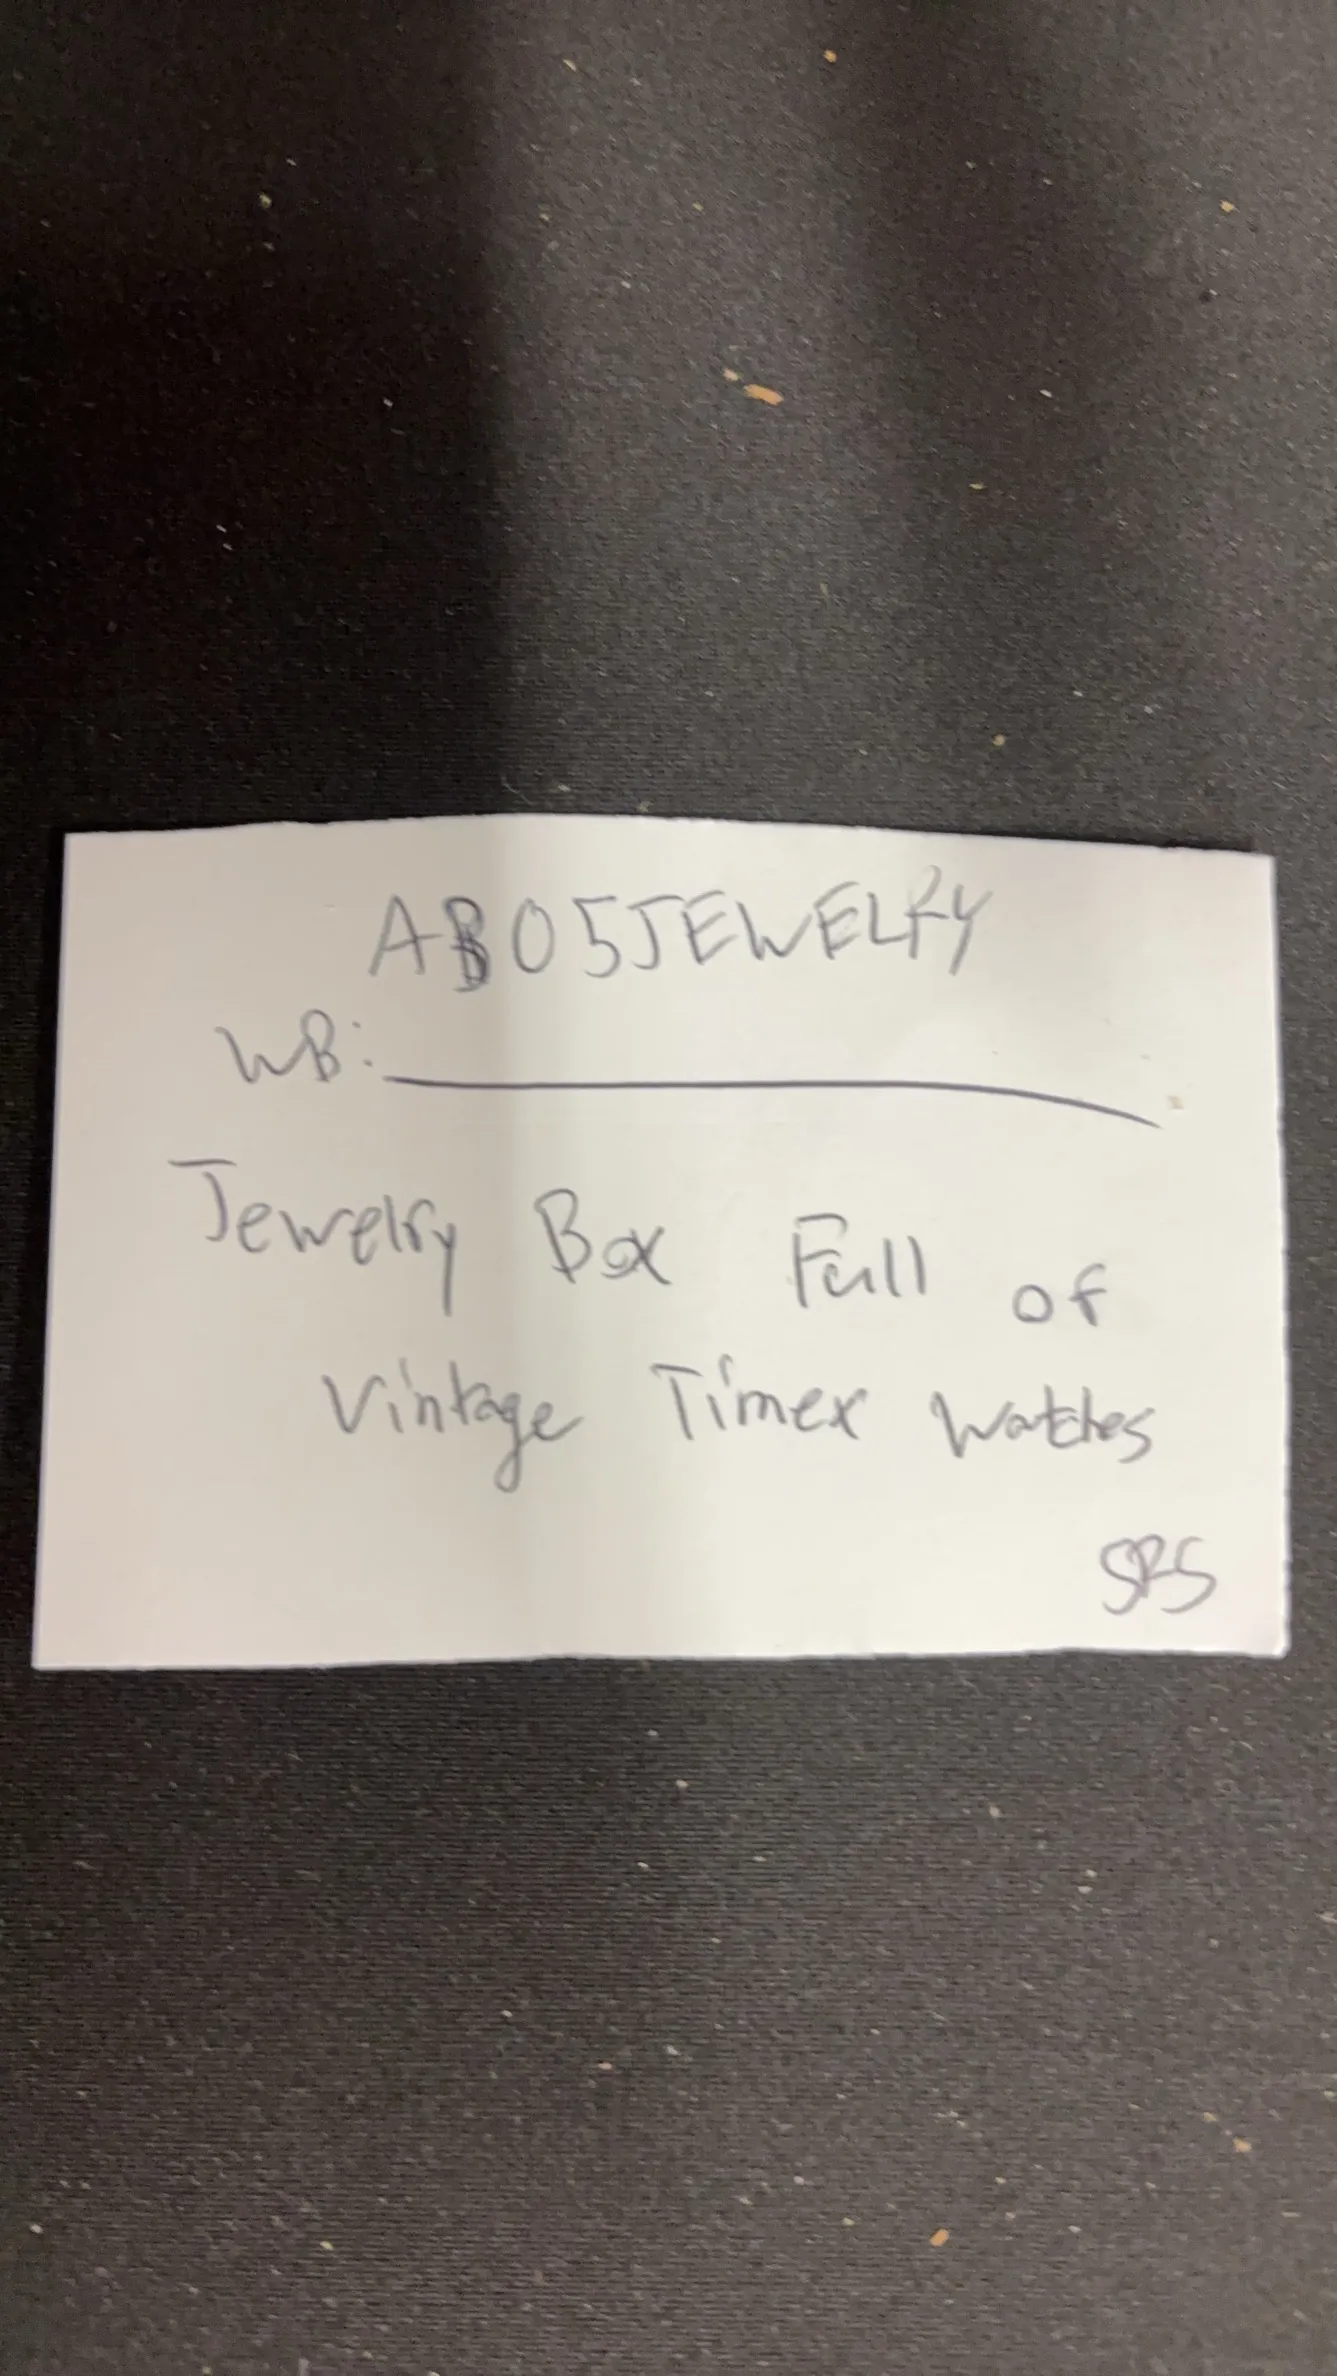 AB05JEWELRY
WB:
Jewelry Box Full of
Vintage Timex Watches
SRS